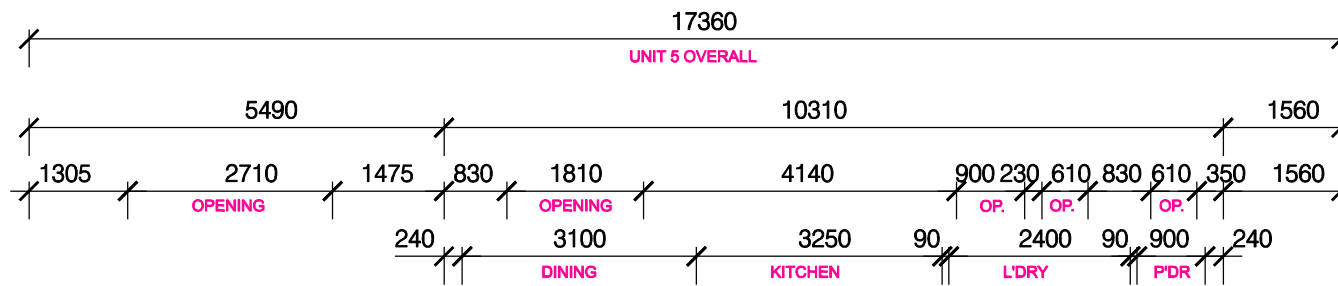 17360
UNIT 5 OVERALL
5490 10310 1560
1305 2710 1475 830 1810 4140 900 230 610 830 610 350 1560
OPENING OPENING OP. OP. OP.
240 3100 3250 90 2400 90 900 240
DINING KITCHEN L'DRY P'DR